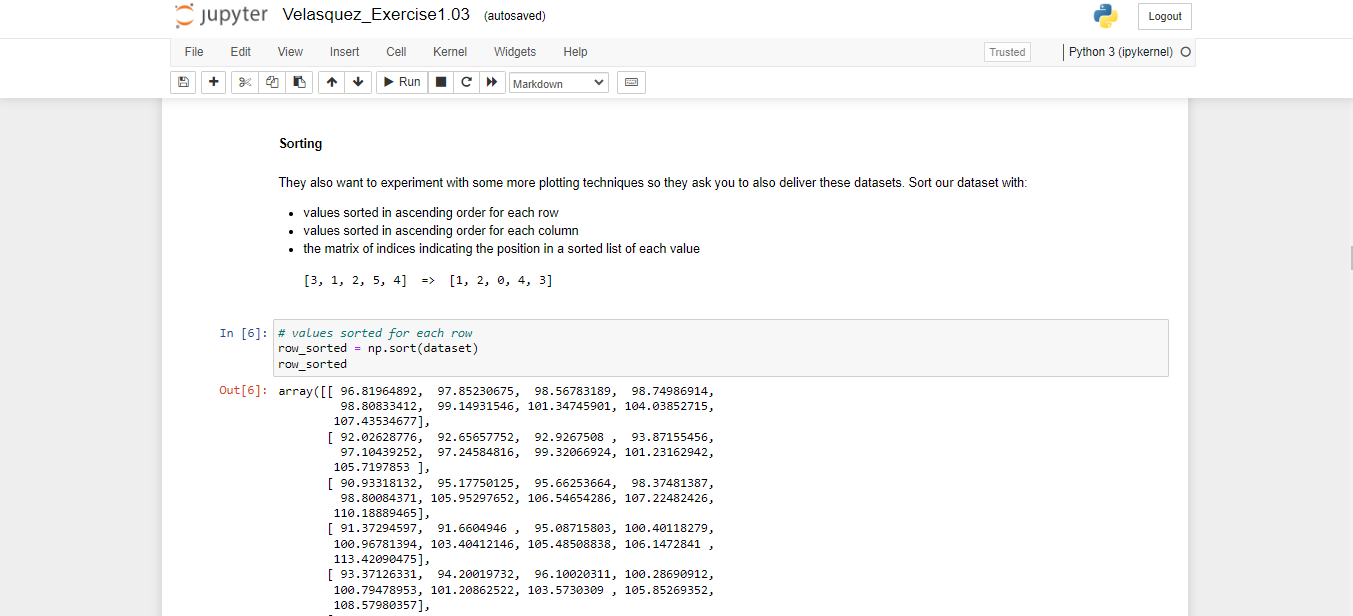 jupyter Velasquez_Exercise1.03 (autosaved) Logout
File Edit View Insert Cell Kernel Widgets Help Trusted Python 3 (ipykernel)
Run Markdown
Sorting
They also want to experiment with some more plotting techniques so they ask you to also deliver these datasets. Sort our dataset with:
• values sorted in ascending order for each row
• values sorted in ascending order for each column
• the matrix of indices indicating the position in a sorted list of each value
[3, 1, 2, 5, 4] => [1, 2, 0, 4, 3]
In [6]: # values sorted for each row
row_sorted = np.sort(dataset)
row_sorted
Out[6]: array([[ 96.81964892, 97.85230675, 98.56783189, 98.74986914,
98.80833412, 99.14931546, 101.34745901, 104.03852715,
107.43534677],
[ 92.02628776, 92.65657752, 92.9267508 , 93.87155456,
97.10439252, 97.24584816, 99.32066924, 101.23162942,
105.7197853 ],
[ 90.93318132, 95.17750125, 95.66253664, 98.37481387,
98.80084371, 105.95297652, 106.54654286, 107.22482426,
110.18889465],
[ 91.37294597, 91.6604946 , 95.08715803, 100.40118279,
100.96781394, 103.40412146, 105.48508838, 106.1472841 ,
113.42090475],
[ 93.37126331, 94.20019732, 96.10020311, 100.28690912,
100.79478953, 101.20862522, 103.5730309 , 105.85269352,
108.57980357],